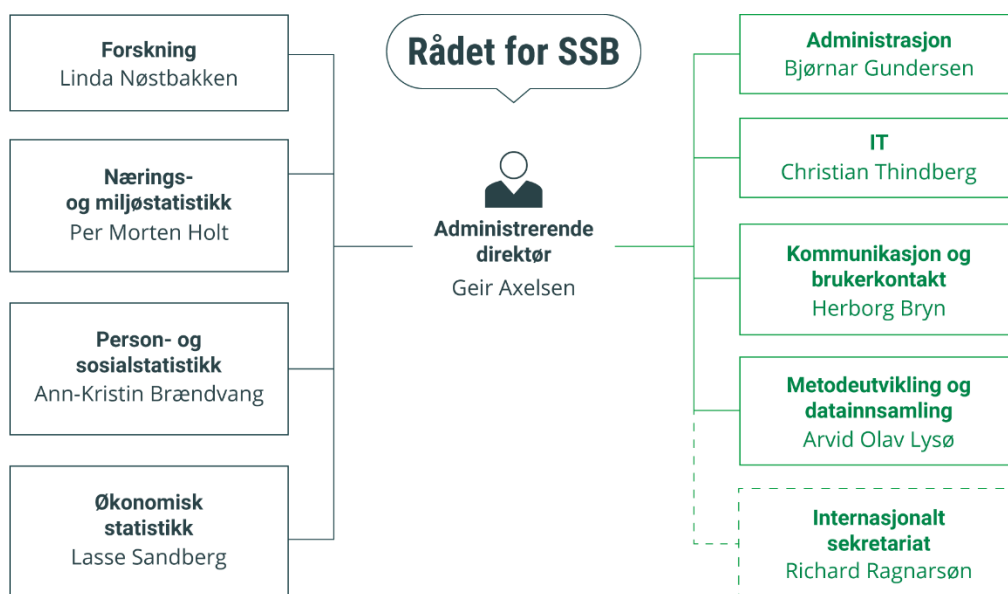 Forskning
Linda Nøstbakken
Nærings-
og miljøstatistikk
Per Morten Holt
Person- og
sosialstatistikk
Ann-Kristin Brændvang
Økonomisk
statistikk
Lasse Sandberg
Rådet for SSB
Administrerende
direktør
Geir Axelsen
Administrasjon
Bjørnar Gundersen
IT
Christian Thindberg
Kommunikasjon og
brukerkontakt
Herborg Bryn
Metodeutvikling og
datainnsamling
Arvid Olav Lysø
Internasjonalt
sekretariat
Richard Ragnarsøn